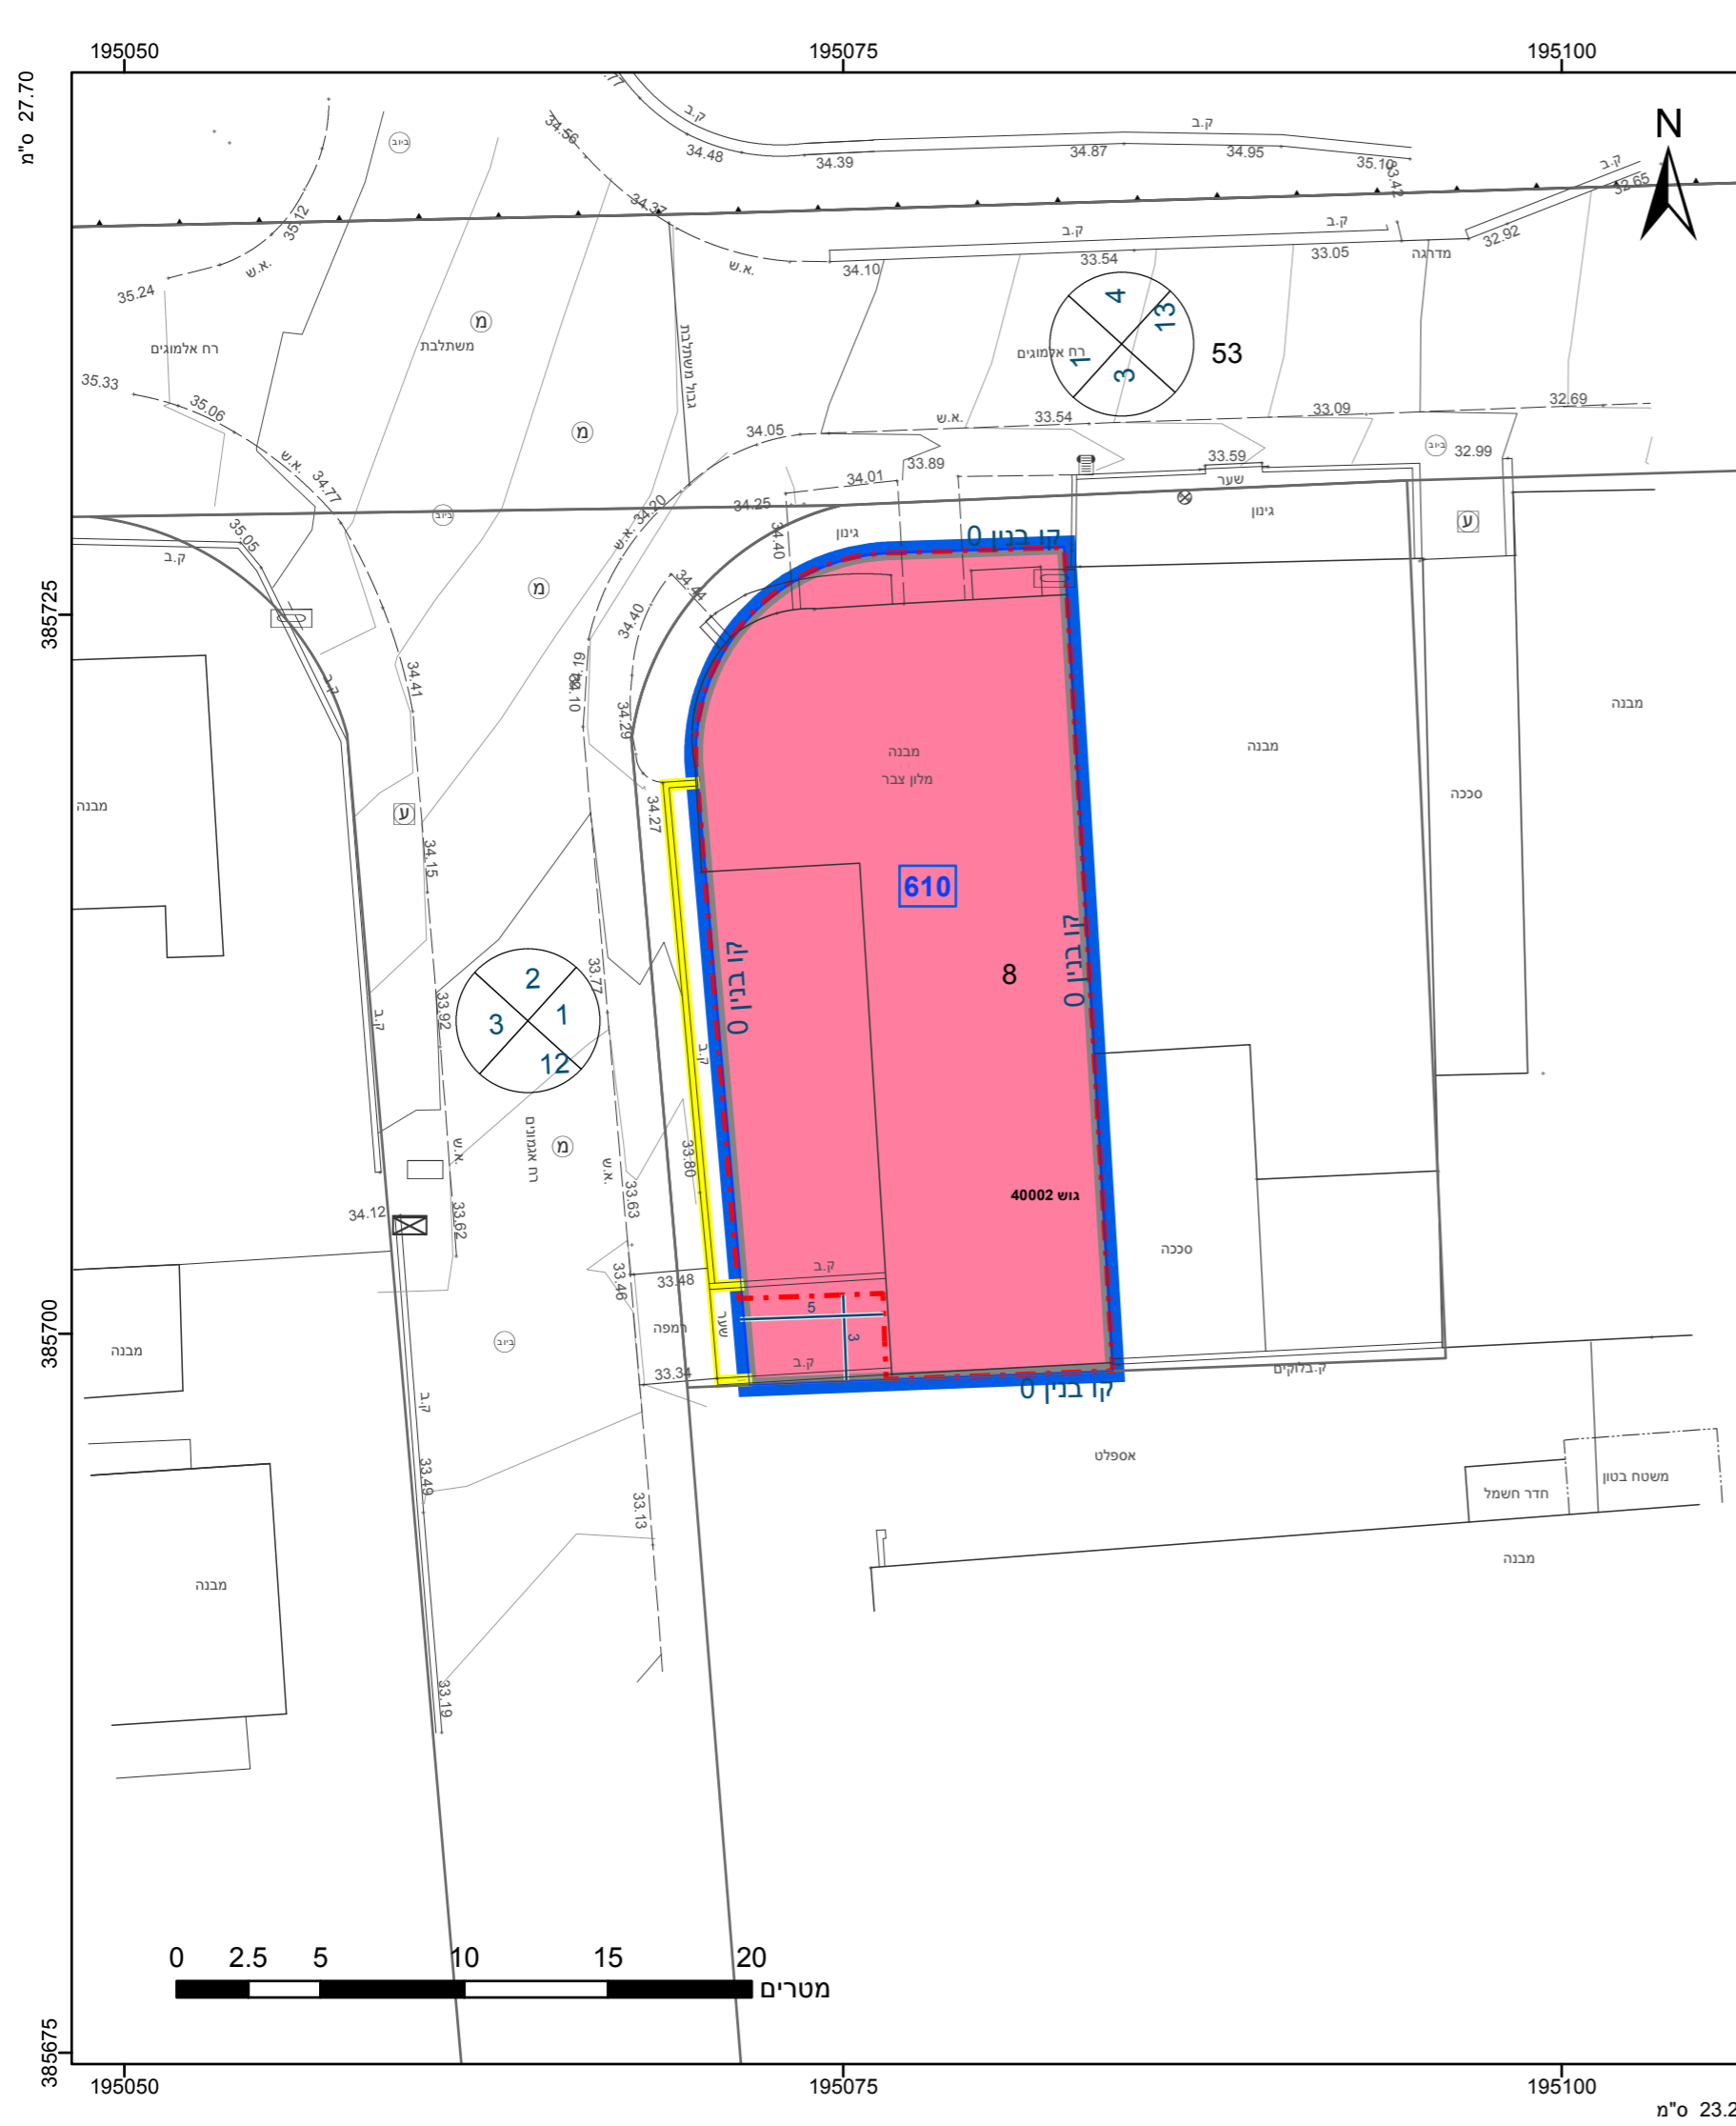 195050 195075 195100
27.70 ס"מ
N
ק.ב
ביוב
34.56
34.48
34.39
34.87
34.95
35.10
33.42
ק.ב
ק.ב
32.65
35.12
34.37
ק.ב
ק.ב
32.92
מדרגה
א.ש.
א.ש.
34.10
33.54
33.05
35.24
מ
4
13
1
3
53
רח אלמוגים
משתלבת
גבול משתלבת
רח אלמוגים
35.33
35.06
א.ש.
34.77
מ
34.05
א.ש.
33.54
33.09
32.69
ביוב
32.99
34.01
33.89
33.59
שער
34.25
34.20
א.ש.
ביוב
35.05
ק.ב
34.40
גינון
קו בנין 0
גינון
ע
מ
34.44
34.40
385725
ק.ב
34.41
34.19
34.10
34.29
מבנה
מבנה
מלון צבר
מבנה
סככה
מבנה
ע
34.27
34.15
610
קו בנין 0
קו בנין 0
8
33.77
33.92
ק.ב
2
3
1
12
ק.ב
רח אגמונים
מ
א.ש.
א.ש.
33.80
33.63
33.62
34.12
גוש 40002
סככה
ק.ב
33.48
33.46
רמפה
שער
5
3
385700
מבנה
ביוב
33.34
ק.ב
קו בנין 0
ק.בלוקים
ק.ב
אספלט
33.49
33.13
חדר חשמל
משטח בטון
מבנה
מבנה
33.19
0 2.5 5 10 15 20
מטרים
385675
195050 195075 195100